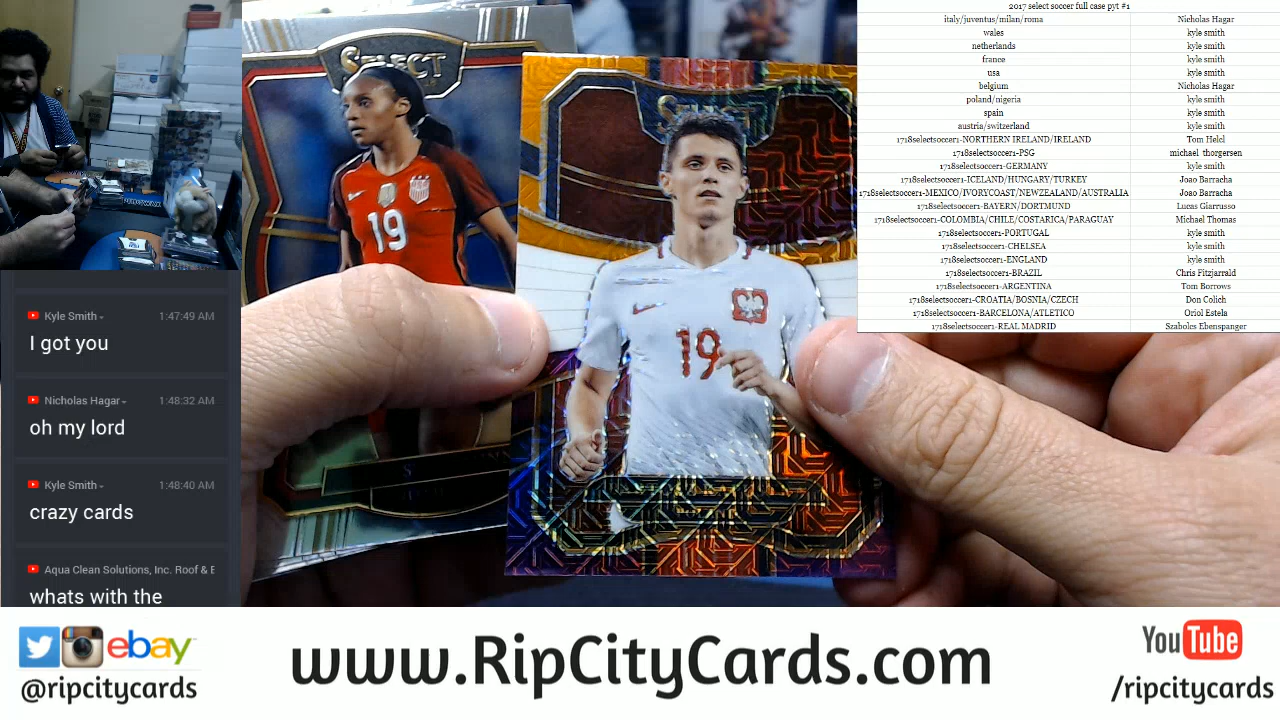 2017 select soccer full case pyt #1
italy/juventus/milan/roma Nicholas Hagar
wales kyle smith
netherlands kyle smith
france kyle smith
usa kyle smith
belgium Nicholas Hagar
poland/nigeria kyle smith
spain kyle smith
austria/switzerland kyle smith
1718selectsoccer1-NORTHERN IRELAND/IRELAND Tom Helcl
1718selectsoccer1-PSG michael thorgersen
1718selectsoccer1-GERMANY kyle smith
1718selectsoccer1-ICELAND/HUNGARY/TURKEY Joao Barracha
1718selectsoccer1-MEXICO/IVORYCOAST/NEWZEALAND/AUSTRALIA Joao Barracha
1718selectsoccer1-BAYERN/DORTMUND Lucas Giarrusso
1718selectsoccer1-COLOMBIA/CHILE/COSTARICA/PARAGUAY Michael Thomas
1718selectsoccer1-PORTUGAL kyle smith
1718selectsoccer1-CHELSEA kyle smith
1718selectsoccer1-ENGLAND kyle smith
1718selectsoccer1-BRAZIL Chris Fitzjarrald
1718selectsoccer1-ARGENTINA Tom Borrows
1718selectsoccer1-CROATIA/BOSNIA/CZECH Don Colich
1718selectsoccer1-BARCELONA/ATLETICO Oriol Estela
1718selectsoccer1-REAL MADRID Szabolcs Ebenspanger
SELECT
19
SELECT
19
Kyle Smith 1:47:49 AM
I got you
Nicholas Hagar 1:48:32 AM
oh my lord
Kyle Smith 1:48:40 AM
crazy cards
Aqua Clean Solutions, Inc. Roof & E
whats with the
ebay
@ripcitycards
www.RipCityCards.com
YouTube
/ripcitycards